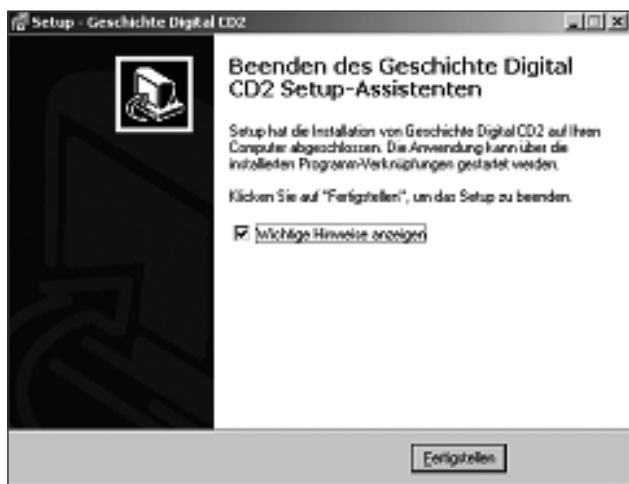 Setup - Geschichte Digital CD2
Beenden des Geschichte Digital
CD2 Setup-Assistenten
Setup hat die Installation von Geschichte Digital CD2 auf Ihrem
Computer abgeschlossen. Die Anwendung kann über die
installierten Programm-Verknüpfungen gestartet werden.
Klicken Sie auf "Fertigstellen", um das Setup zu beenden.
Wichtige Hinweise anzeigen
Fertigstellen